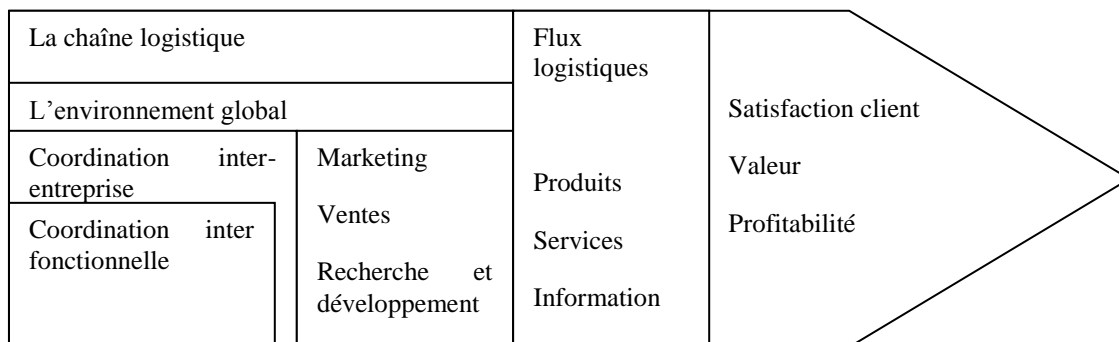 La chaîne logistique
L’environnement global
Coordination inter-
entreprise
Coordination inter
fonctionnelle
Marketing
Ventes
Recherche et
développement
Flux
logistiques
Produits
Services
Information
Satisfaction client
Valeur
Profitabilité